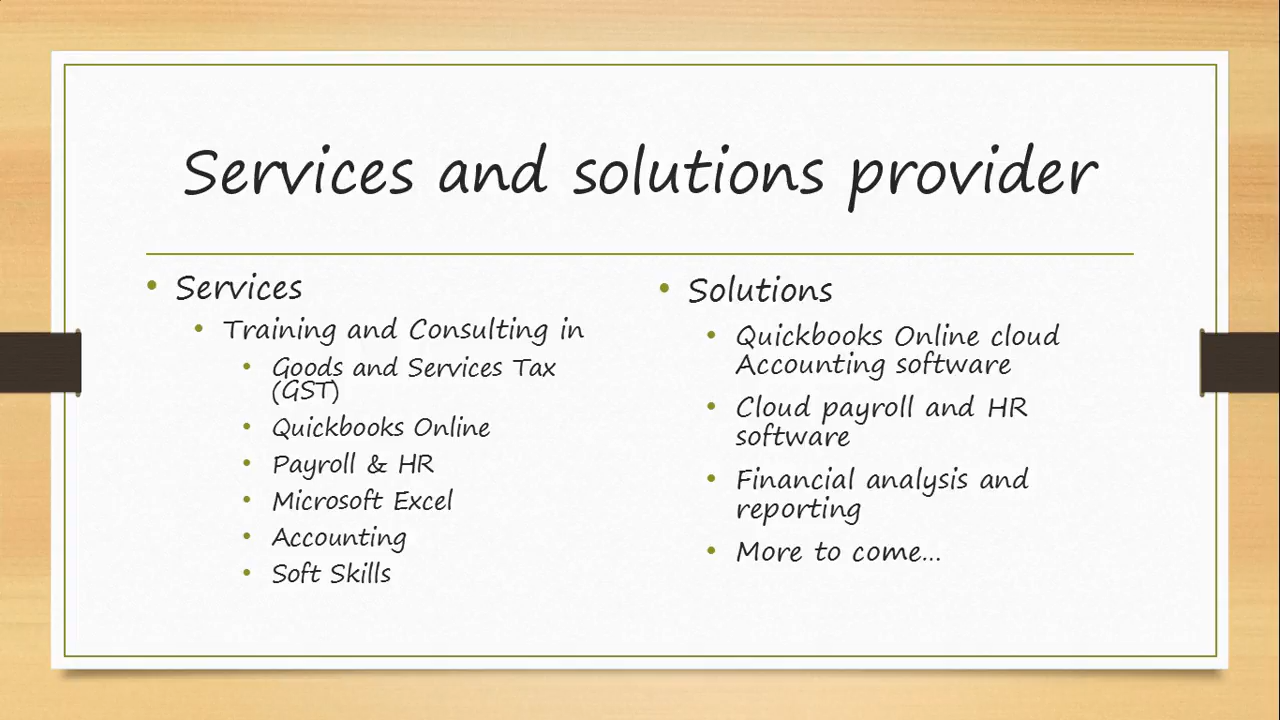 Services and solutions provider
• Services
• Training and Consulting in
• Goods and Services Tax
(GST)
• Quickbooks Online
• Payroll & HR
• Microsoft Excel
• Accounting
• Soft Skills
• Solutions
• Quickbooks Online cloud
Accounting software
• Cloud payroll and HR
software
• Financial analysis and
reporting
• More to come...